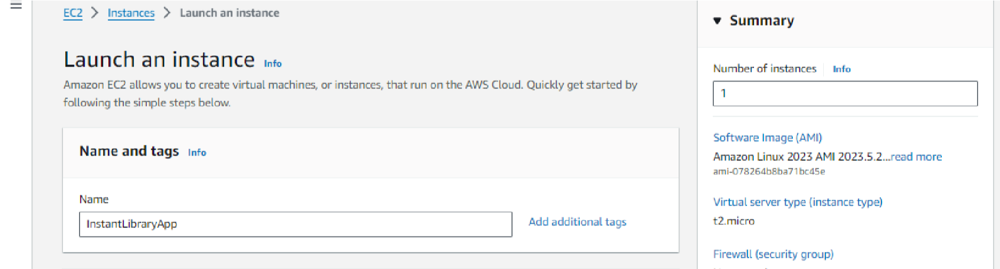 EC2 > Instances > Launch an instance
Launch an instance Info
Amazon EC2 allows you to create virtual machines, or instances, that run on the AWS Cloud. Quickly get started by
following the simple steps below.
Name and tags Info
Name
InstantLibraryApp
Add additional tags
Summary
Number of instances Info
1
Software Image (AMI)
Amazon Linux 2023 AMI 2023.5.2...read more
ami-078264b8ba71bc45e
Virtual server type (instance type)
t2.micro
Firewall (security group)